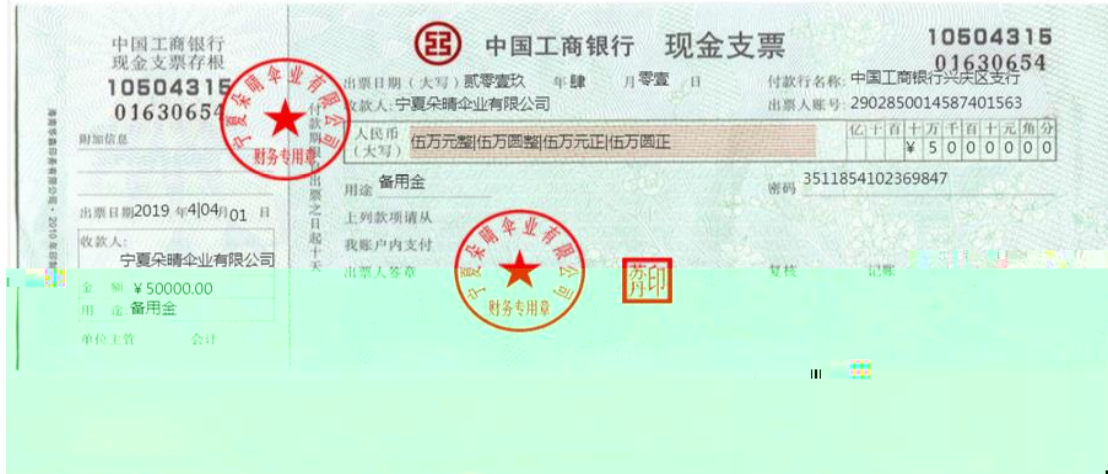 中国工商银行
现金支票存根
10504315
01630654
附加信息
出票日期2019 年4|04月01 日
收款人:
宁夏朵晴伞业有限公司
金 额 ¥50000.00
用 途 备用金
单位主管 会计
付款期限自出票之日起十天
中国工商银行 现金支票
10504315
01630654
出票日期(大写)贰零壹玖 年肆 月零壹 日
付款行名称: 中国工商银行兴庆区支行
收款人: 宁夏朵晴伞业有限公司
出票人账号: 2902850014587401563
人民币
(大写) 伍万元整|伍万圆整|伍万元正|伍万圆正
亿千百十万千百十元角分
¥5000000
用途 备用金
密码 3511854102369847
上列款项请从
我账户内支付
出票人签章
复核 记账
宁夏朵晴伞业有限公司
财务专用章
宁夏朵晴伞业有限公司
财务专用章
苏丹印